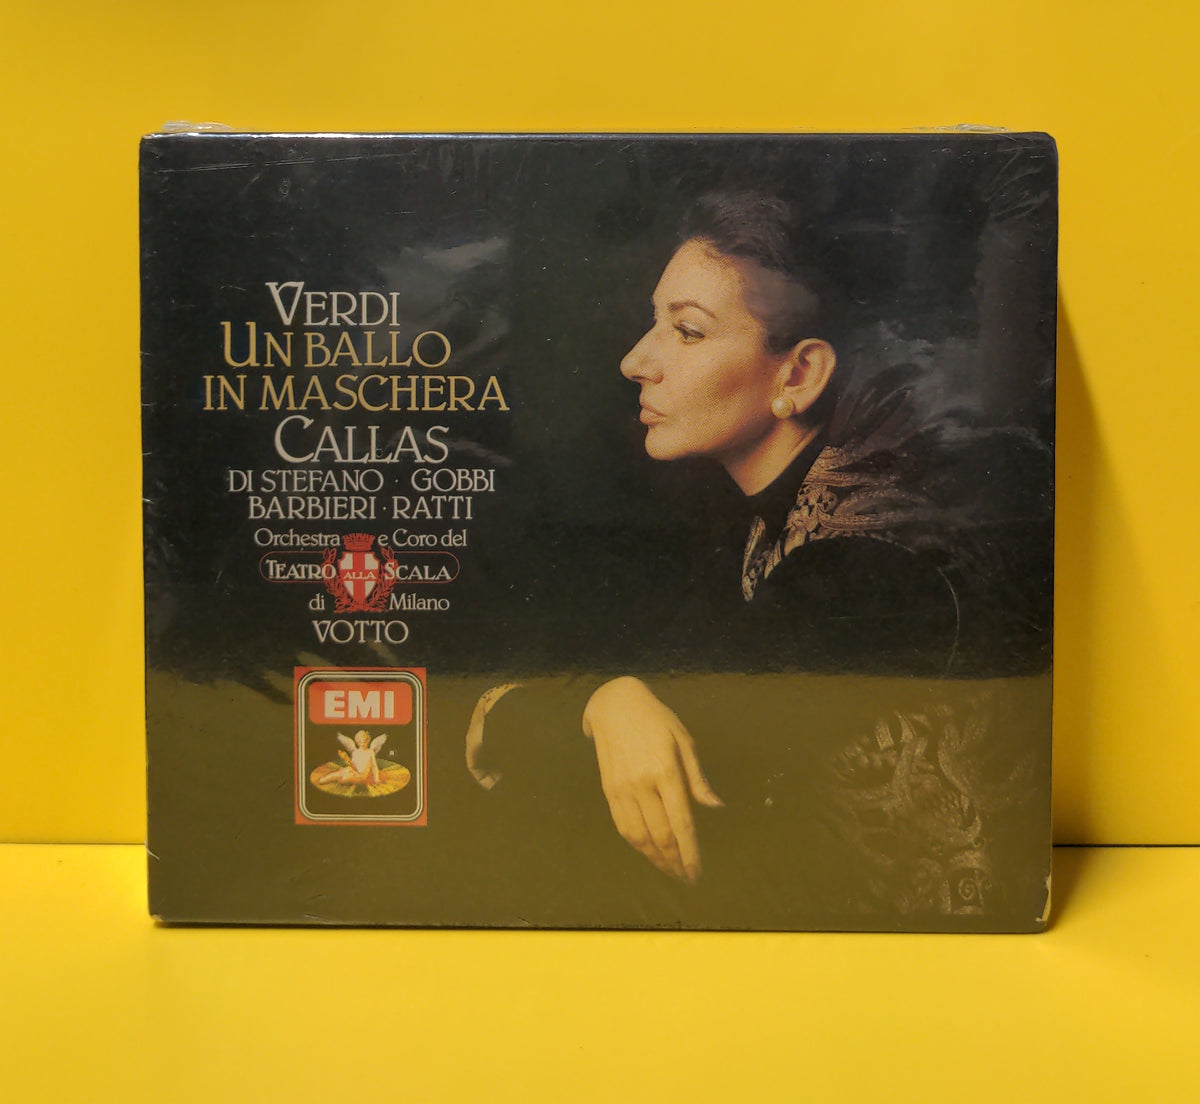 VERDI
UN BALLO
IN MASCHERA
CALLAS
DI STEFANO · GOBBI
BARBIERI · RATTI
Orchestra e Coro del
TEATRO ALLA SCALA
di Milano
VOTTO
EMI
®